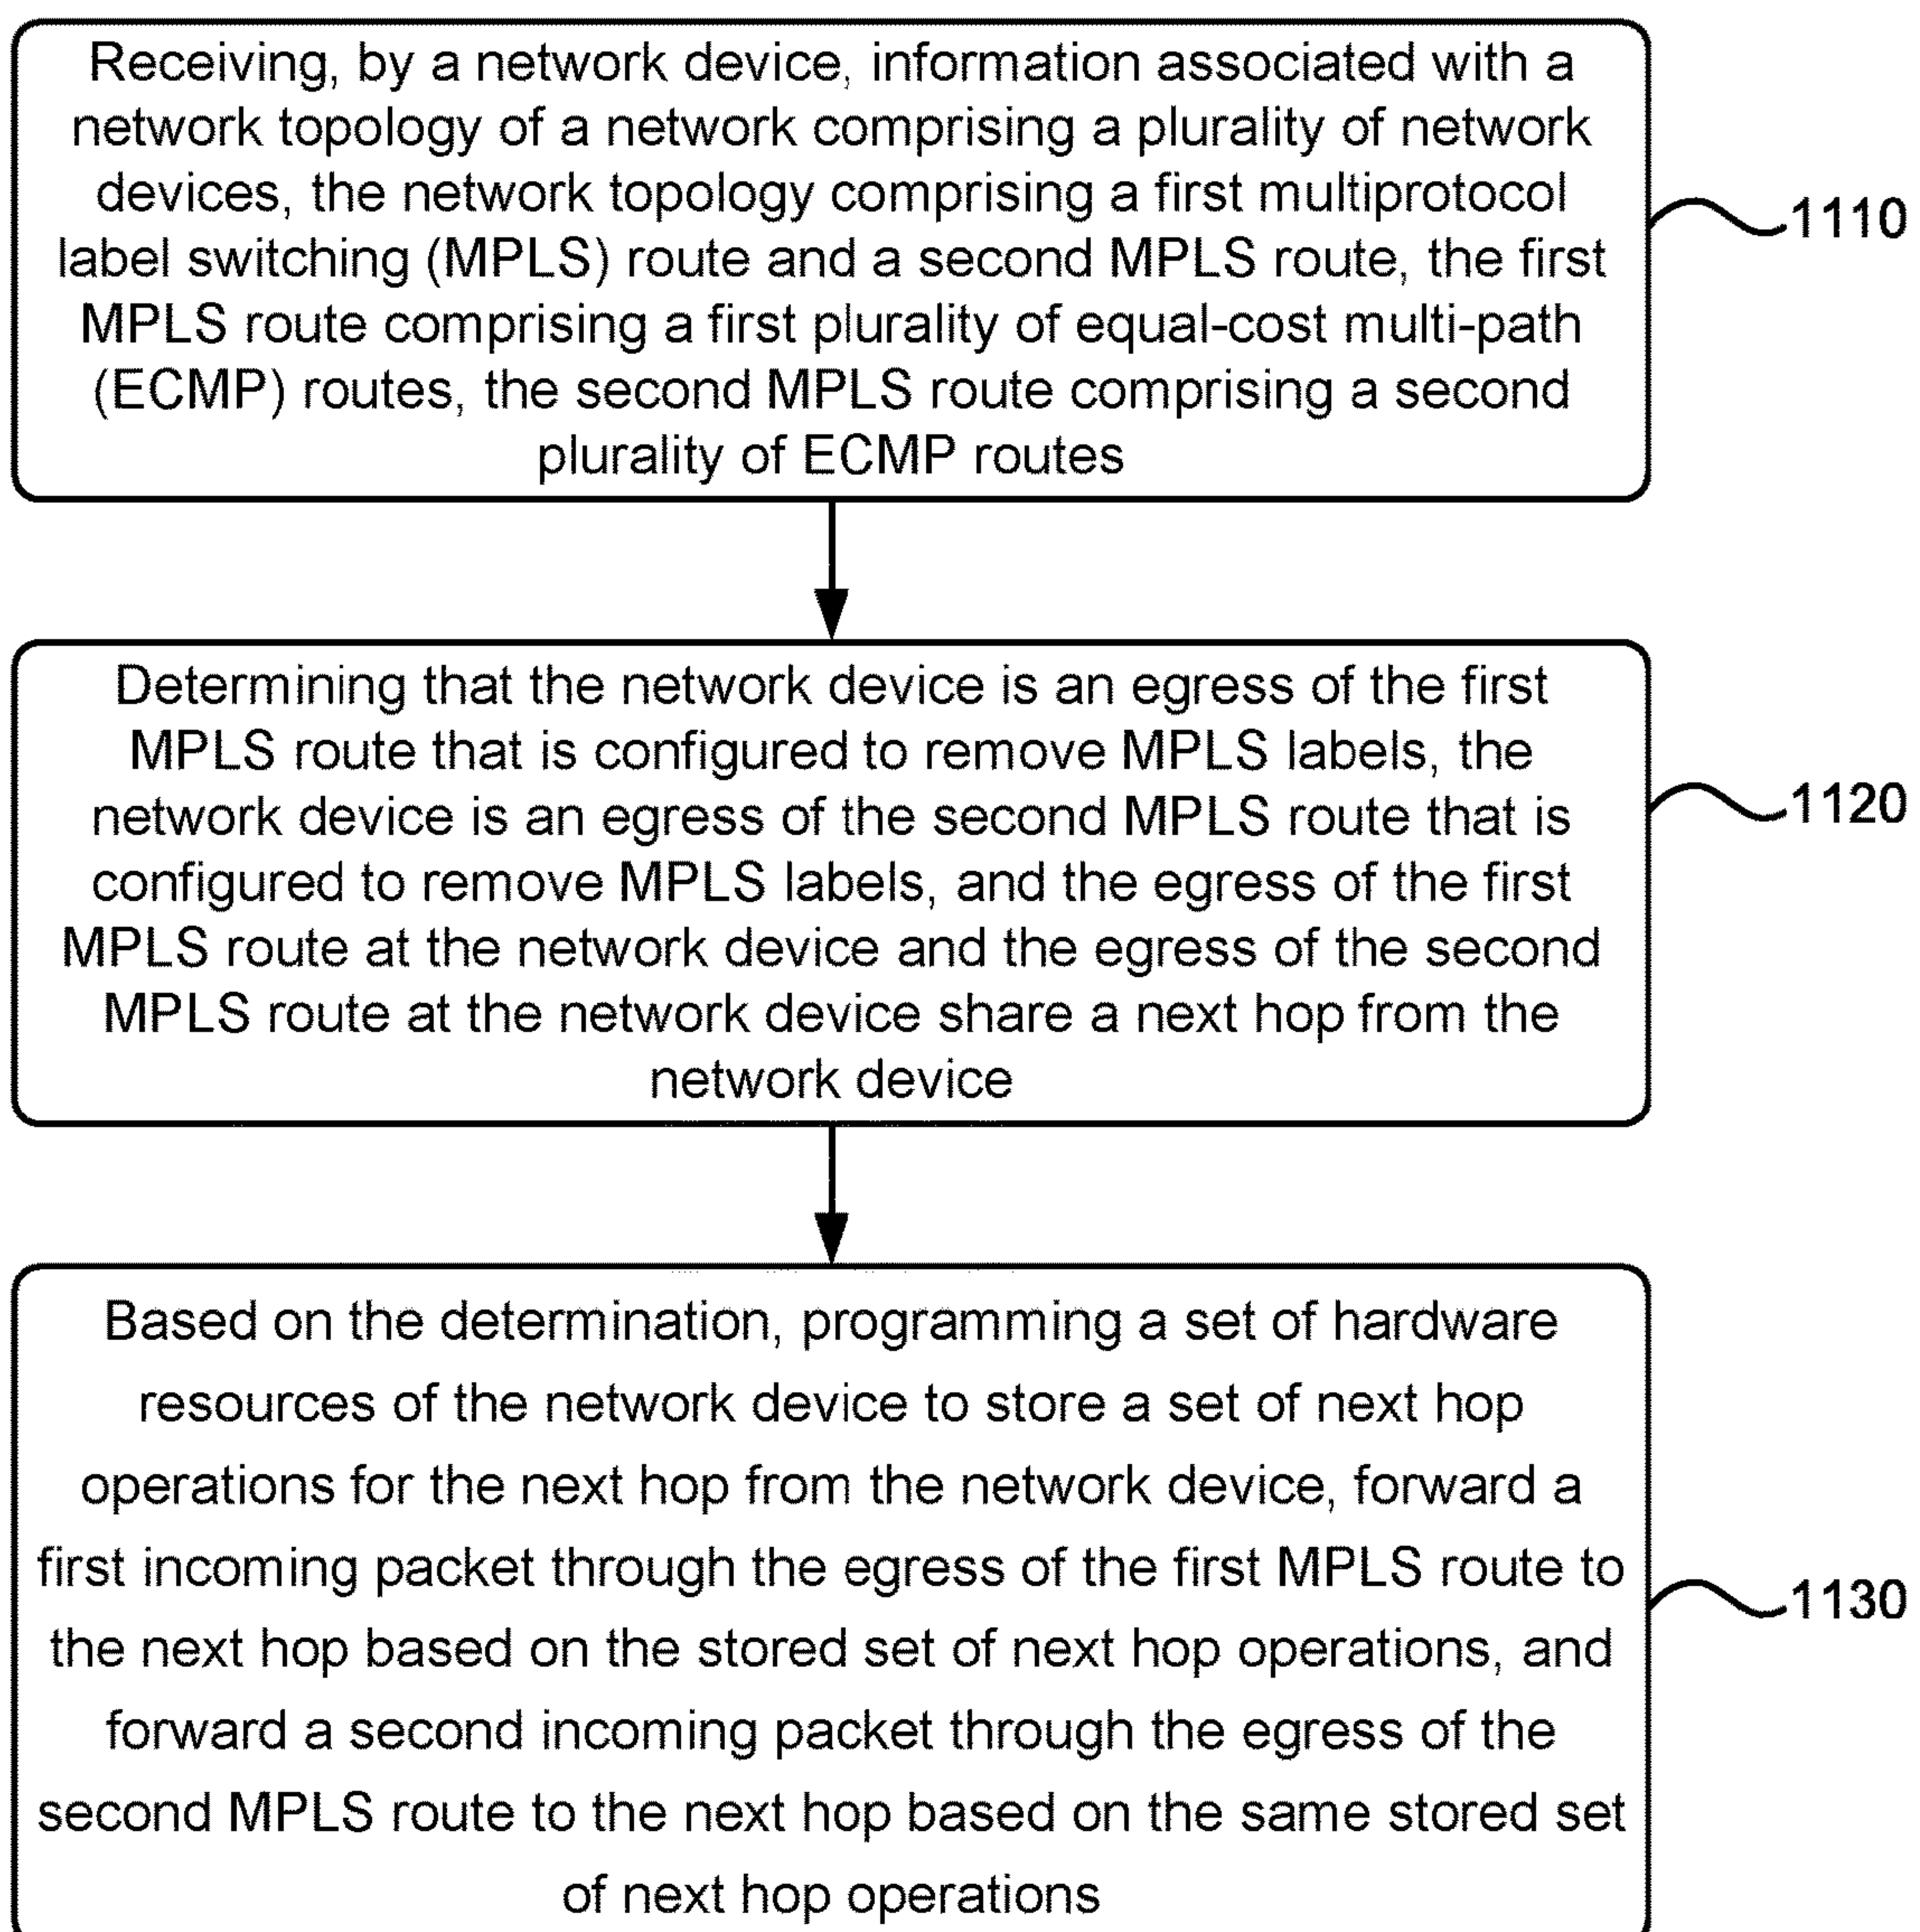 Receiving, by a network device, information associated with a
network topology of a network comprising a plurality of network
devices, the network topology comprising a first multiprotocol
label switching (MPLS) route and a second MPLS route, the first
MPLS route comprising a first plurality of equal-cost multi-path
(ECMP) routes, the second MPLS route comprising a second
plurality of ECMP routes
1110
Determining that the network device is an egress of the first
MPLS route that is configured to remove MPLS labels, the
network device is an egress of the second MPLS route that is
configured to remove MPLS labels, and the egress of the first
MPLS route at the network device and the egress of the second
MPLS route at the network device share a next hop from the
network device
1120
Based on the determination, programming a set of hardware
resources of the network device to store a set of next hop
operations for the next hop from the network device, forward a
first incoming packet through the egress of the first MPLS route to
the next hop based on the stored set of next hop operations, and
forward a second incoming packet through the egress of the
second MPLS route to the next hop based on the same stored set
of next hop operations
1130